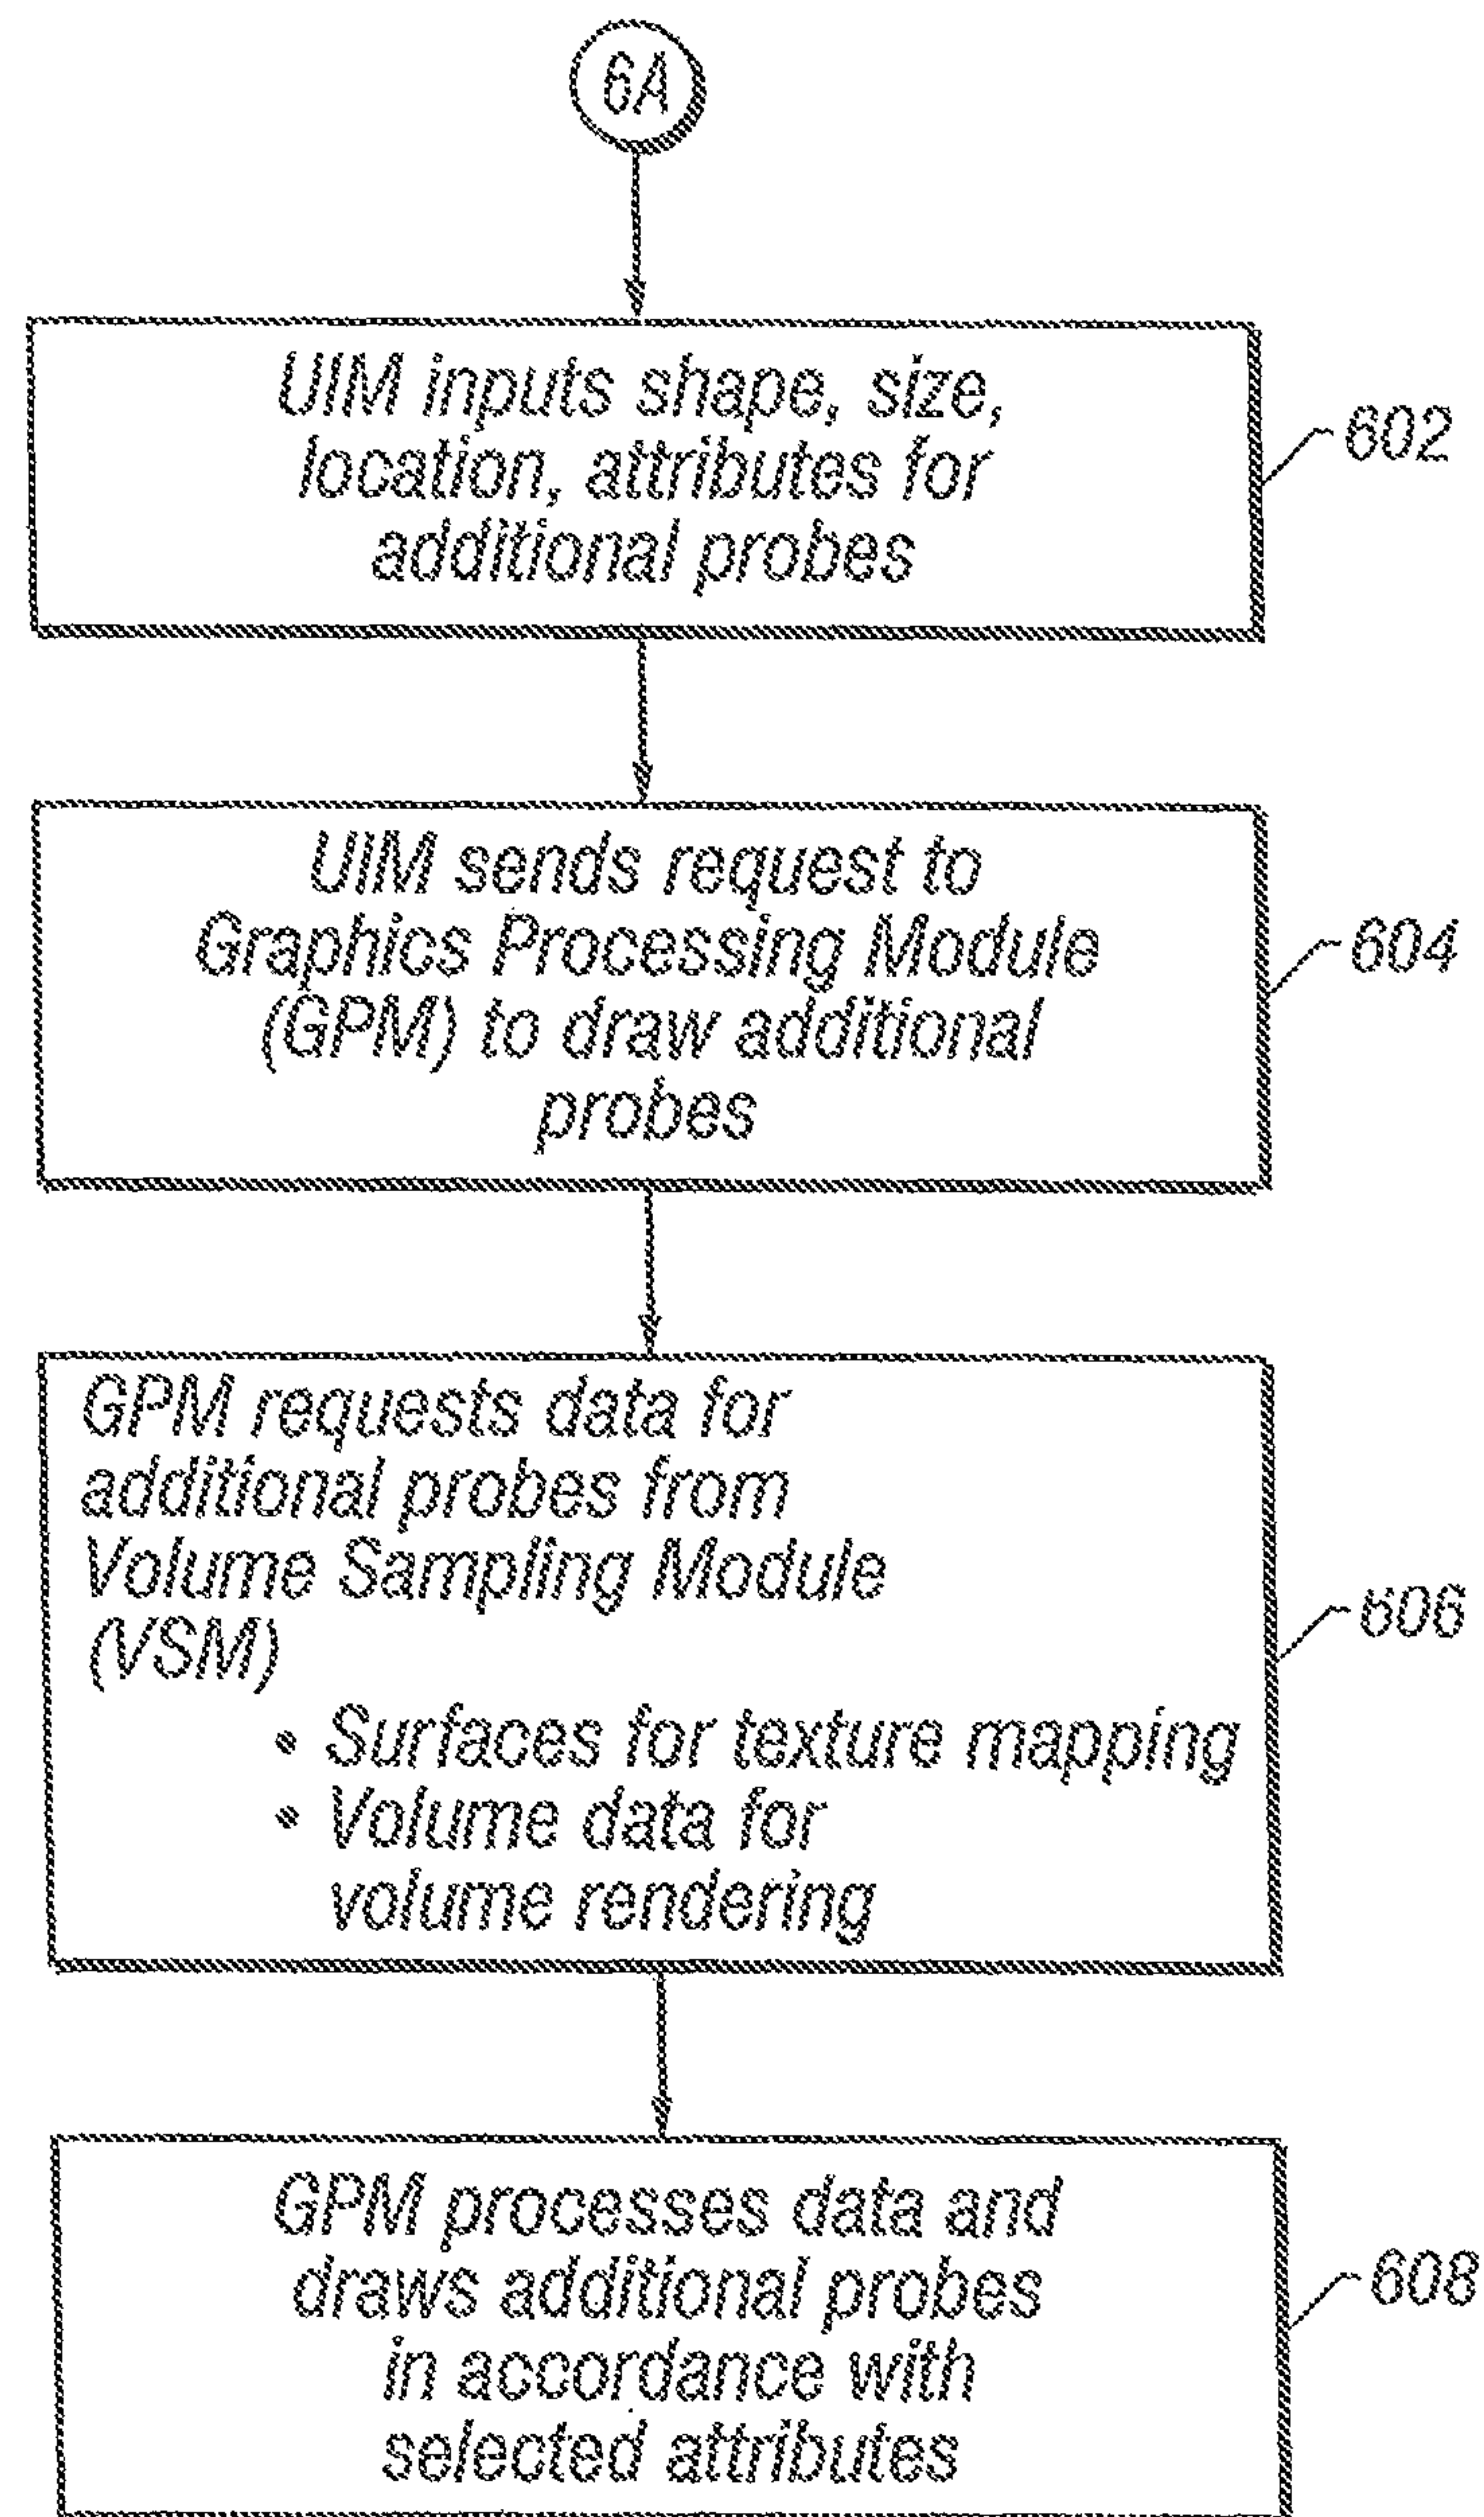 6A
UIM inputs shape, size,
location, attributes for
additional probes
602
UIM sends request to
Graphics Processing Module
(GPM) to draw additional
probes
604
GPM requests data for
additional probes from
Volume Sampling Module
(VSM)
• Surfaces for texture mapping
• Volume data for
volume rendering
606
GPM processes data and
draws additional probes
in accordance with
selected attributes
608